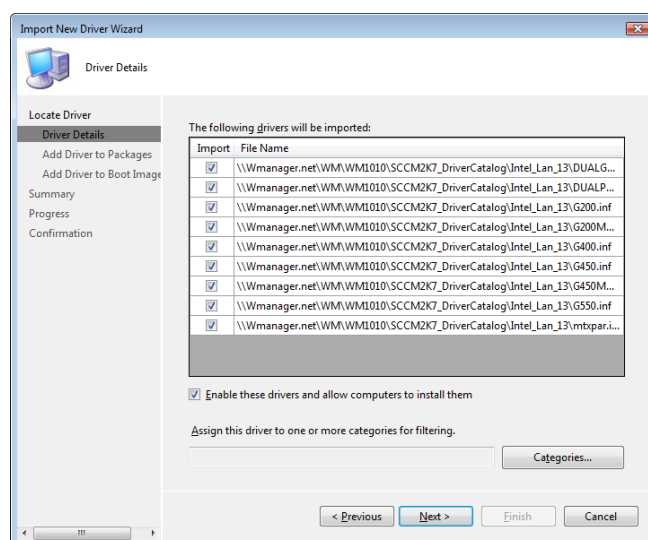 Import New Driver Wizard
Driver Details
Locate Driver
Driver Details
Add Driver to Packages
Add Driver to Boot Image
Summary
Progress
Confirmation
The following drivers will be imported:
Import File Name
\\Wmanager.net\WM\WM1010\SCCM2K7_DriverCatalog\Intel_Lan_13\DUALG...
\\Wmanager.net\WM\WM1010\SCCM2K7_DriverCatalog\Intel_Lan_13\DUALP...
\\Wmanager.net\WM\WM1010\SCCM2K7_DriverCatalog\Intel_Lan_13\G200.inf
\\Wmanager.net\WM\WM1010\SCCM2K7_DriverCatalog\Intel_Lan_13\G200M...
\\Wmanager.net\WM\WM1010\SCCM2K7_DriverCatalog\Intel_Lan_13\G400.inf
\\Wmanager.net\WM\WM1010\SCCM2K7_DriverCatalog\Intel_Lan_13\G450.inf
\\Wmanager.net\WM\WM1010\SCCM2K7_DriverCatalog\Intel_Lan_13\G450M...
\\Wmanager.net\WM\WM1010\SCCM2K7_DriverCatalog\Intel_Lan_13\G550.inf
\\Wmanager.net\WM\WM1010\SCCM2K7_DriverCatalog\Intel_Lan_13\mtxpar.i...
Enable these drivers and allow computers to install them
Assign this driver to one or more categories for filtering.
Categories...
< Previous Next > Finish Cancel